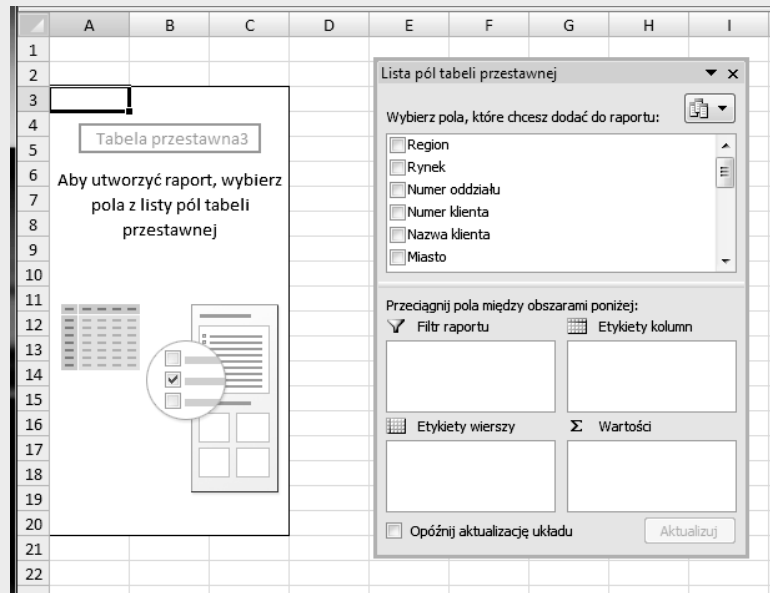 A B C D E F G H I
1
2
3
4
5
6
7
8
9
10
11
12
13
14
15
16
17
18
19
20
21
22
Tabela przestawna3
Aby utworzyć raport, wybierz
pola z listy pól tabeli
przestawnej
Lista pól tabeli przestawnej
Wybierz pola, które chcesz dodać do raportu:
Region
Rynek
Numer oddziału
Numer klienta
Nazwa klienta
Miasto
Przeciągnij pola między obszarami poniżej:
Filtr raportu
Etykiety kolumn
Etykiety wierszy
Σ Wartości
Opóźnij aktualizację układu
Aktualizuj